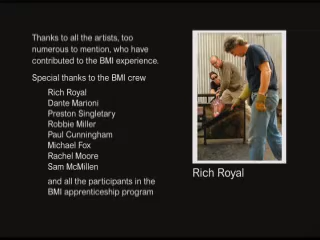 Thanks to all the artists, too
numerous to mention, who have
contributed to the BMI experience.
Special thanks to the BMI crew
Rich Royal
Dante Marioni
Preston Singletary
Robbie Miller
Paul Cunningham
Michael Fox
Rachel Moore
Sam McMillen
and all the participants in the
BMI apprenticeship program
Rich Royal